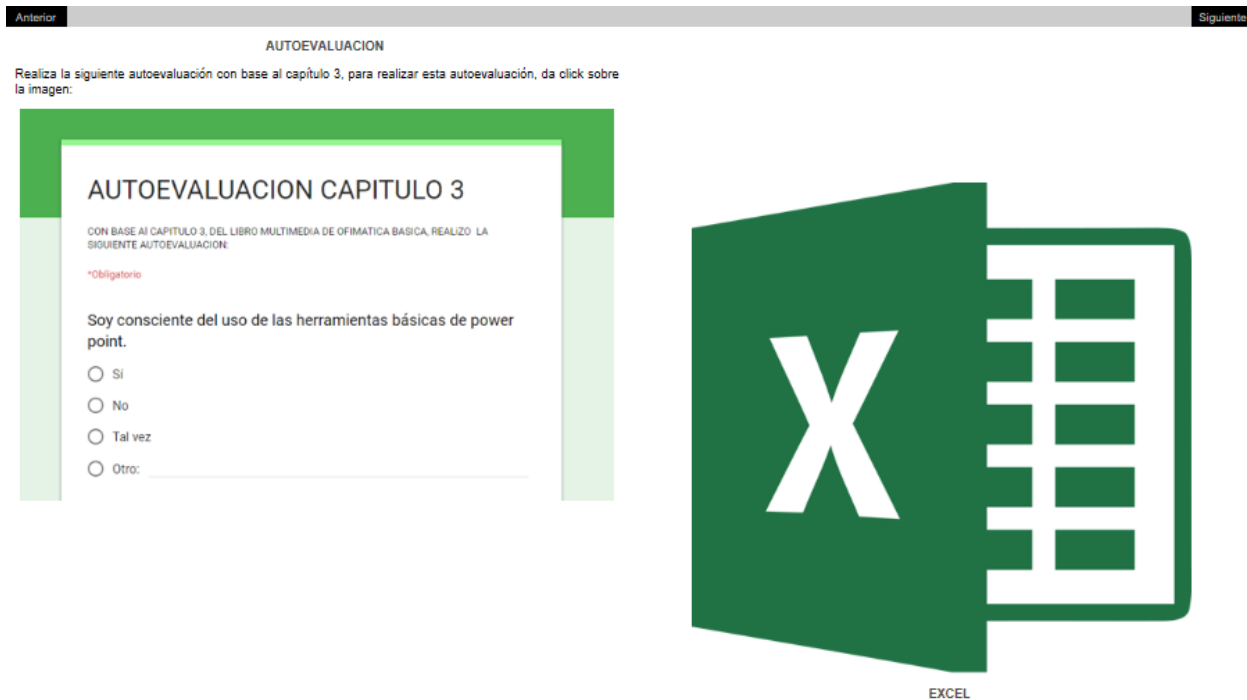 Anterior
Siguiente
AUTOEVALUACION
Realiza la siguiente autoevaluación con base al capítulo 3, para realizar esta autoevaluación, da click sobre
la imagen:
AUTOEVALUACION CAPITULO 3
CON BASE Al CAPITULO 3, DEL LIBRO MULTIMEDIA DE OFIMATICA BASICA, REALIZO LA
SIGUIENTE AUTOEVALUACION:
*Obligatorio
Soy consciente del uso de las herramientas básicas de power
point.
Sí
No
Tal vez
Otro:
X
EXCEL